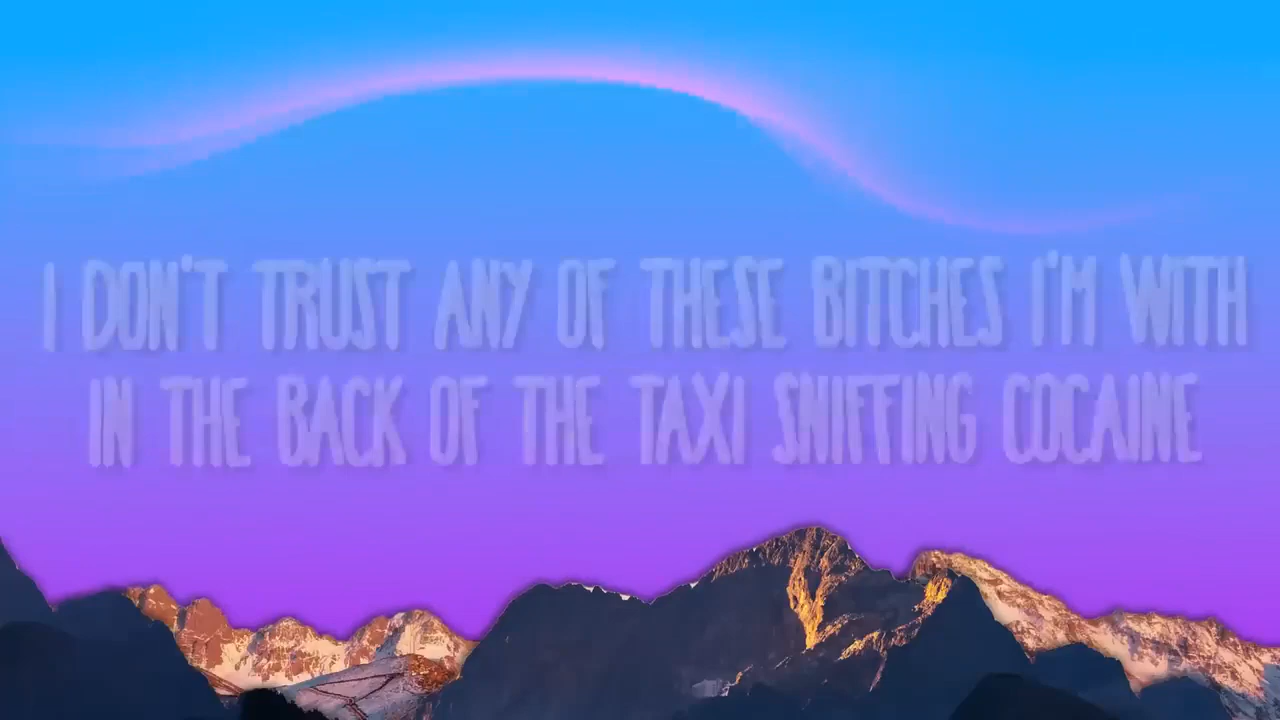 I DON'T TRUST ANY OF THESE BITCHES I'M WITH
IN THE BACK OF THE TAXI SNIFFING COCAINE